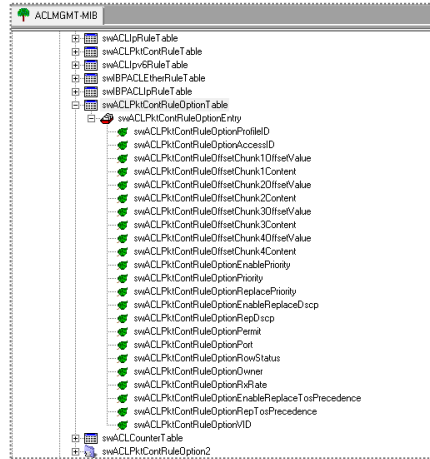 ACLMGMT-MIB
swACLIpRuleTable
swACLPktContRuleTable
swACLIpv6RuleTable
swIBPACLEtherRuleTable
swIBPACLIpRuleTable
swACLPktContRuleOptionTable
swACLPktContRuleOptionEntry
swACLPktContRuleOptionProfileID
swACLPktContRuleOptionAccessID
swACLPktContRuleOffsetChunk1OffsetValue
swACLPktContRuleOffsetChunk1Content
swACLPktContRuleOffsetChunk2OffsetValue
swACLPktContRuleOffsetChunk2Content
swACLPktContRuleOffsetChunk3OffsetValue
swACLPktContRuleOffsetChunk3Content
swACLPktContRuleOffsetChunk4OffsetValue
swACLPktContRuleOffsetChunk4Content
swACLPktContRuleOptionEnablePriority
swACLPktContRuleOptionPriority
swACLPktContRuleOptionReplacePriority
swACLPktContRuleOptionEnableReplaceDscp
swACLPktContRuleOptionRepDscp
swACLPktContRuleOptionPermit
swACLPktContRuleOptionPort
swACLPktContRuleOptionRowStatus
swACLPktContRuleOptionOwner
swACLPktContRuleOptionRxRate
swACLPktContRuleOptionEnableReplaceTosPrecedence
swACLPktContRuleOptionRepTosPrecedence
swACLPktContRuleOptionVID
swACLCounterTable
swACLPktContRuleOption2